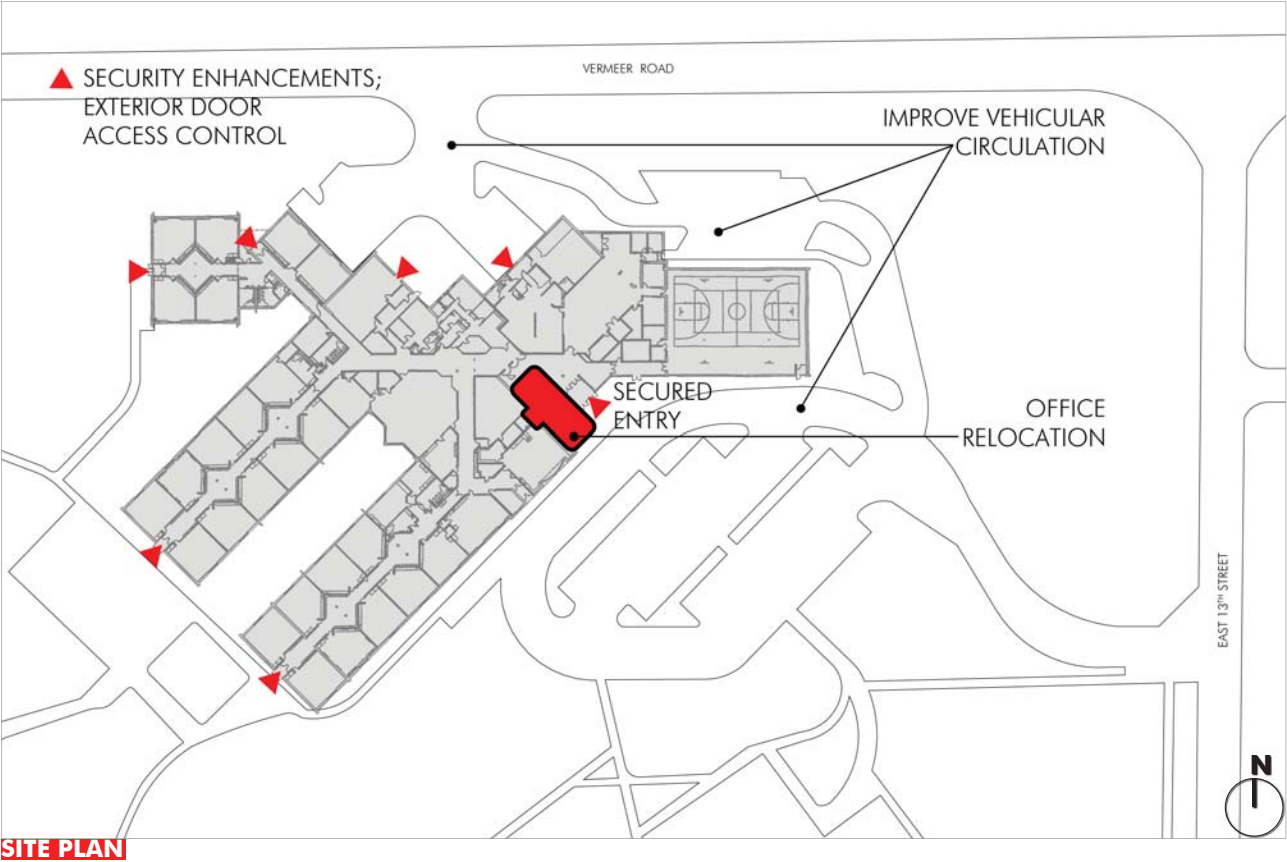 VERMEER ROAD
SECURITY ENHANCEMENTS;
EXTERIOR DOOR
ACCESS CONTROL
IMPROVE VEHICULAR
CIRCULATION
SECURED
ENTRY
OFFICE
RELOCATION
EAST 13TH STREET
N
SITE PLAN